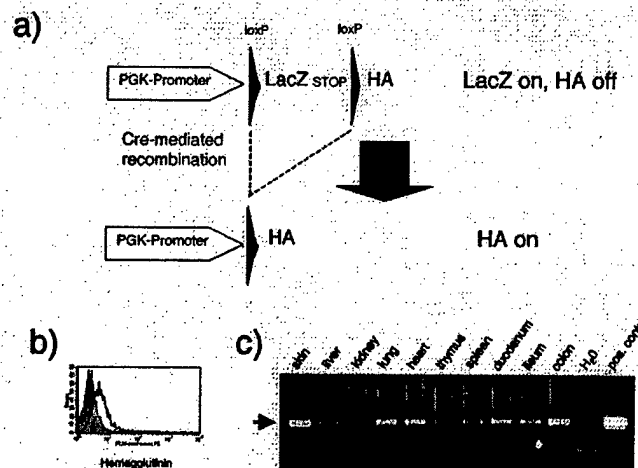 a)
loxP loxP
PGK-Promoter LacZ STOP HA LacZ on, HA off
Cre-mediated
recombination
PGK-Promoter HA HA on
b)
Hemagglutinin
c)
skin liver kidney lung heart thymus spleen duodenum ileum colon H₂0 pos. cont.